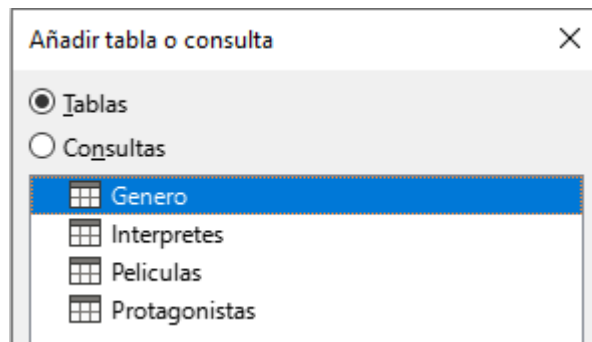 Añadir tabla o consulta
Tablas
Consultas
Genero
Interpretes
Peliculas
Protagonistas